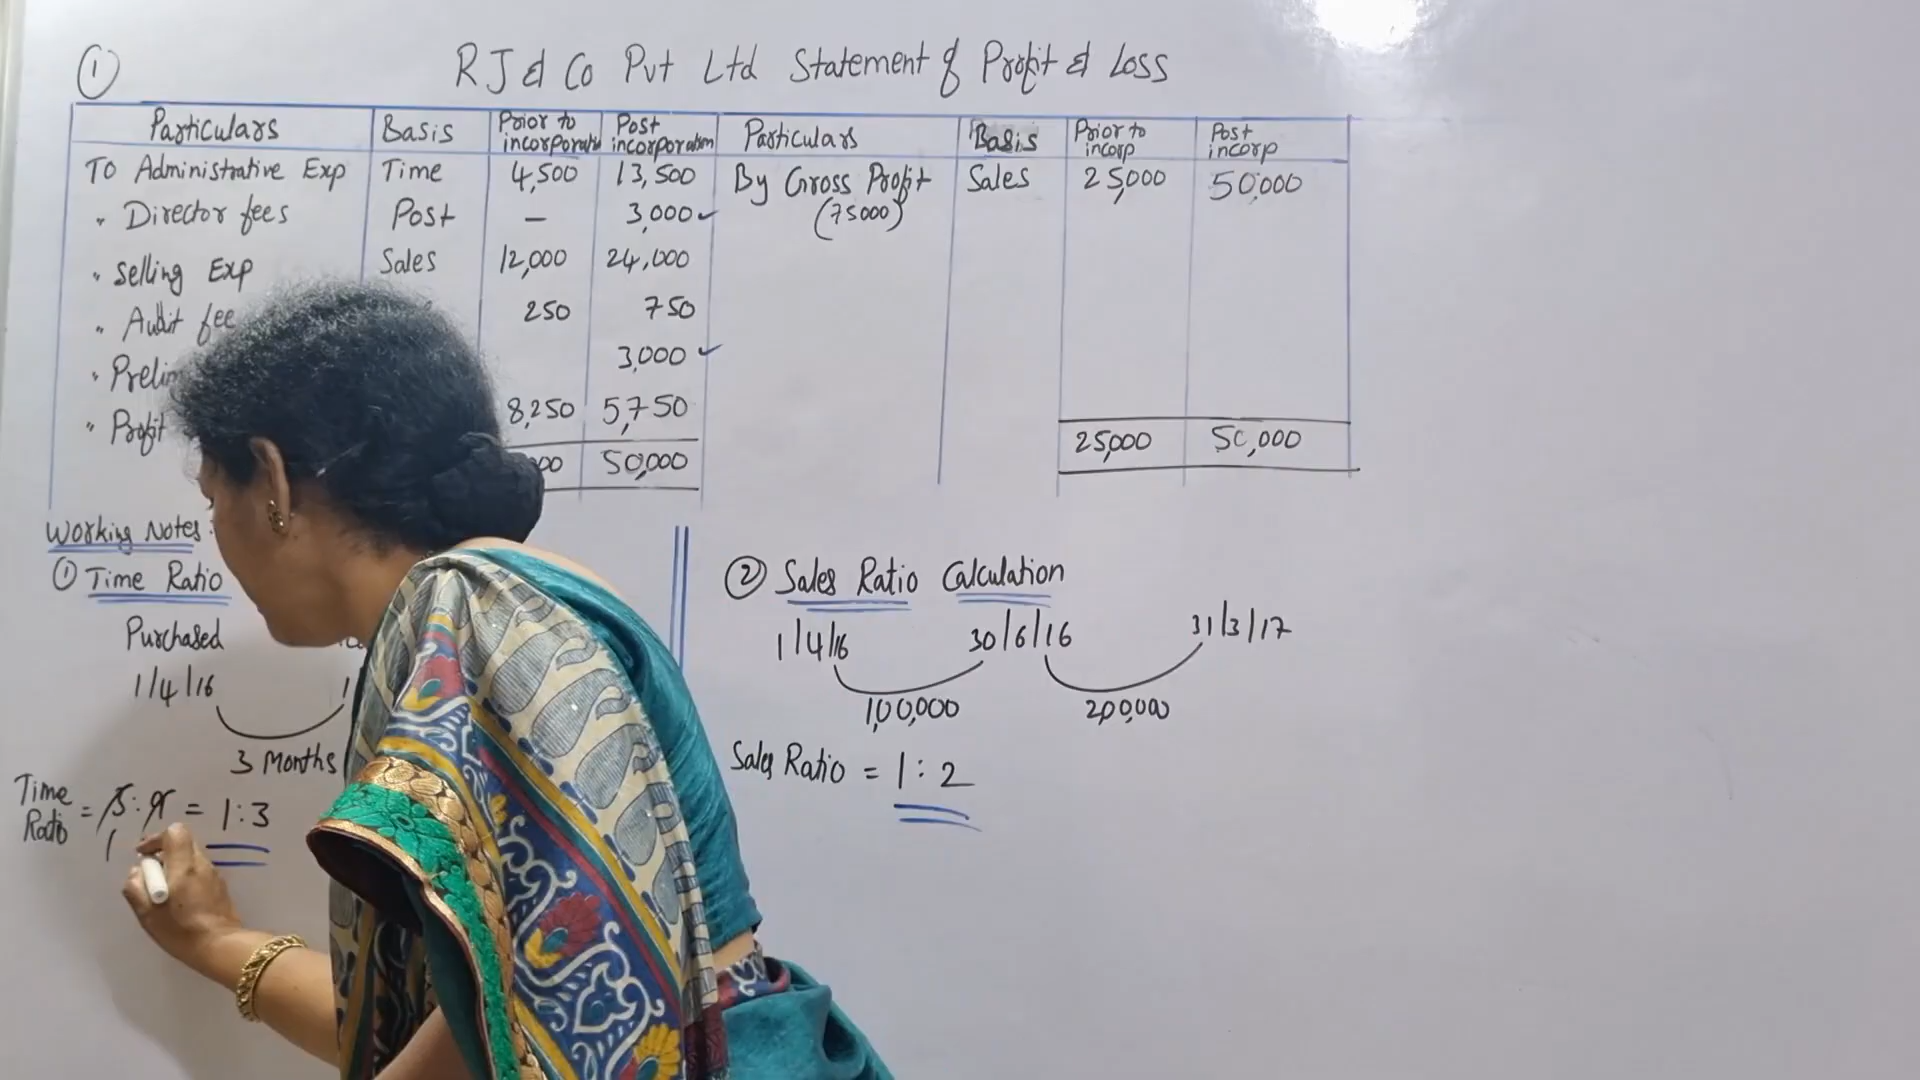 ① RJ & Co Pvt Ltd Statement of Profit & Loss
Particulars Basis Prior to incorporati Post incorporation Particulars Basis Prior to incorp Post incorp
To Administrative Exp Time 4,500 13,500 By Gross Profit Sales 25,000 50,000
" Director fees Post — 3,000 ✓ (75000)
" Selling Exp Sales 12,000 24,000
" Audit fee 250 750
" Prelim 3,000 ✓
" Profit 8,250 5,750
50,000 25,000 50,000
Working Notes:
① Time Ratio
Purchased
1/4/16
3 Months
Time Ratio = 3 : 9 = 1:3
1
② Sales Ratio Calculation
1/4/16 30/6/16 31/3/17
1,00,000 2,00,000
Sales Ratio = 1 : 2